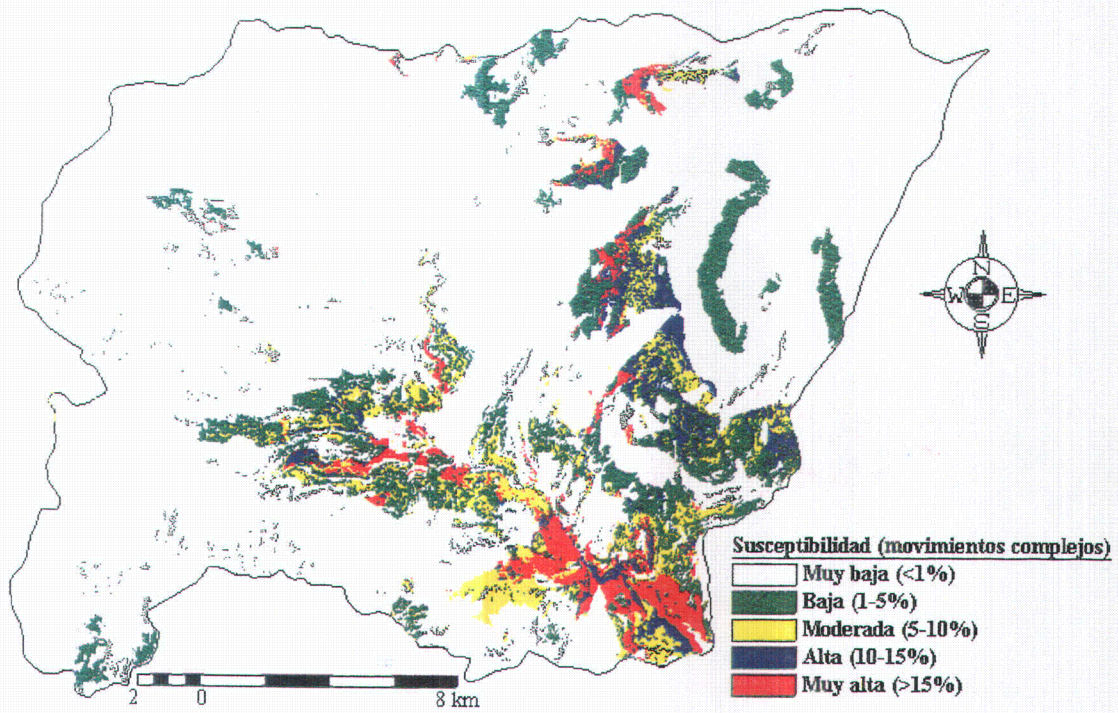 N
W E
S
Susceptibilidad (movimientos complejos)
Muy baja (<1%)
Baja (1-5%)
Moderada (5-10%)
Alta (10-15%)
Muy alta (>15%)
2 0 8 km